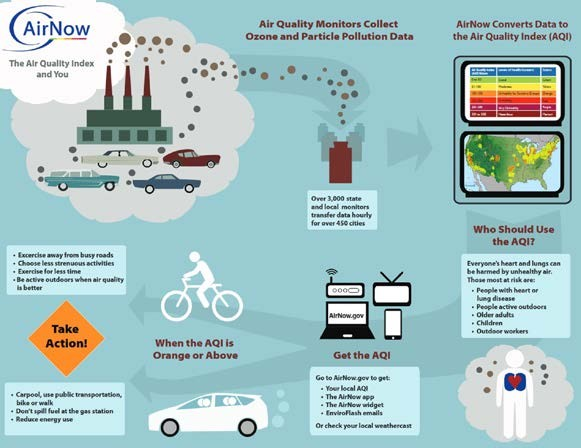 AirNow
The Air Quality Index
and You
Air Quality Monitors Collect
Ozone and Particle Pollution Data
AirNow Converts Data to
the Air Quality Index (AQI)
Over 3,000 state
and local monitors
transfer data hourly
for over 450 cities
Who Should Use
the AQI?
Everyone's heart and lungs can
be harmed by unhealthy air.
Those most at risk are:
• People with heart or
lung disease
• People active outdoors
• Older adults
• Children
• Outdoor workers
AirNow.gov
Get the AQI
Go to AirNow.gov to get:
• Your local AQI
• The AirNow app
• The AirNow widget
• EnviroFlash emails
Or check your local weathercast
When the AQI is
Orange or Above
• Excercise away from busy roads
• Choose less strenuous activities
• Exercise for less time
• Be active outdoors when air quality
is better
Take
Action!
• Carpool, use public transportation,
bike or walk
• Don't spill fuel at the gas station
• Reduce energy use